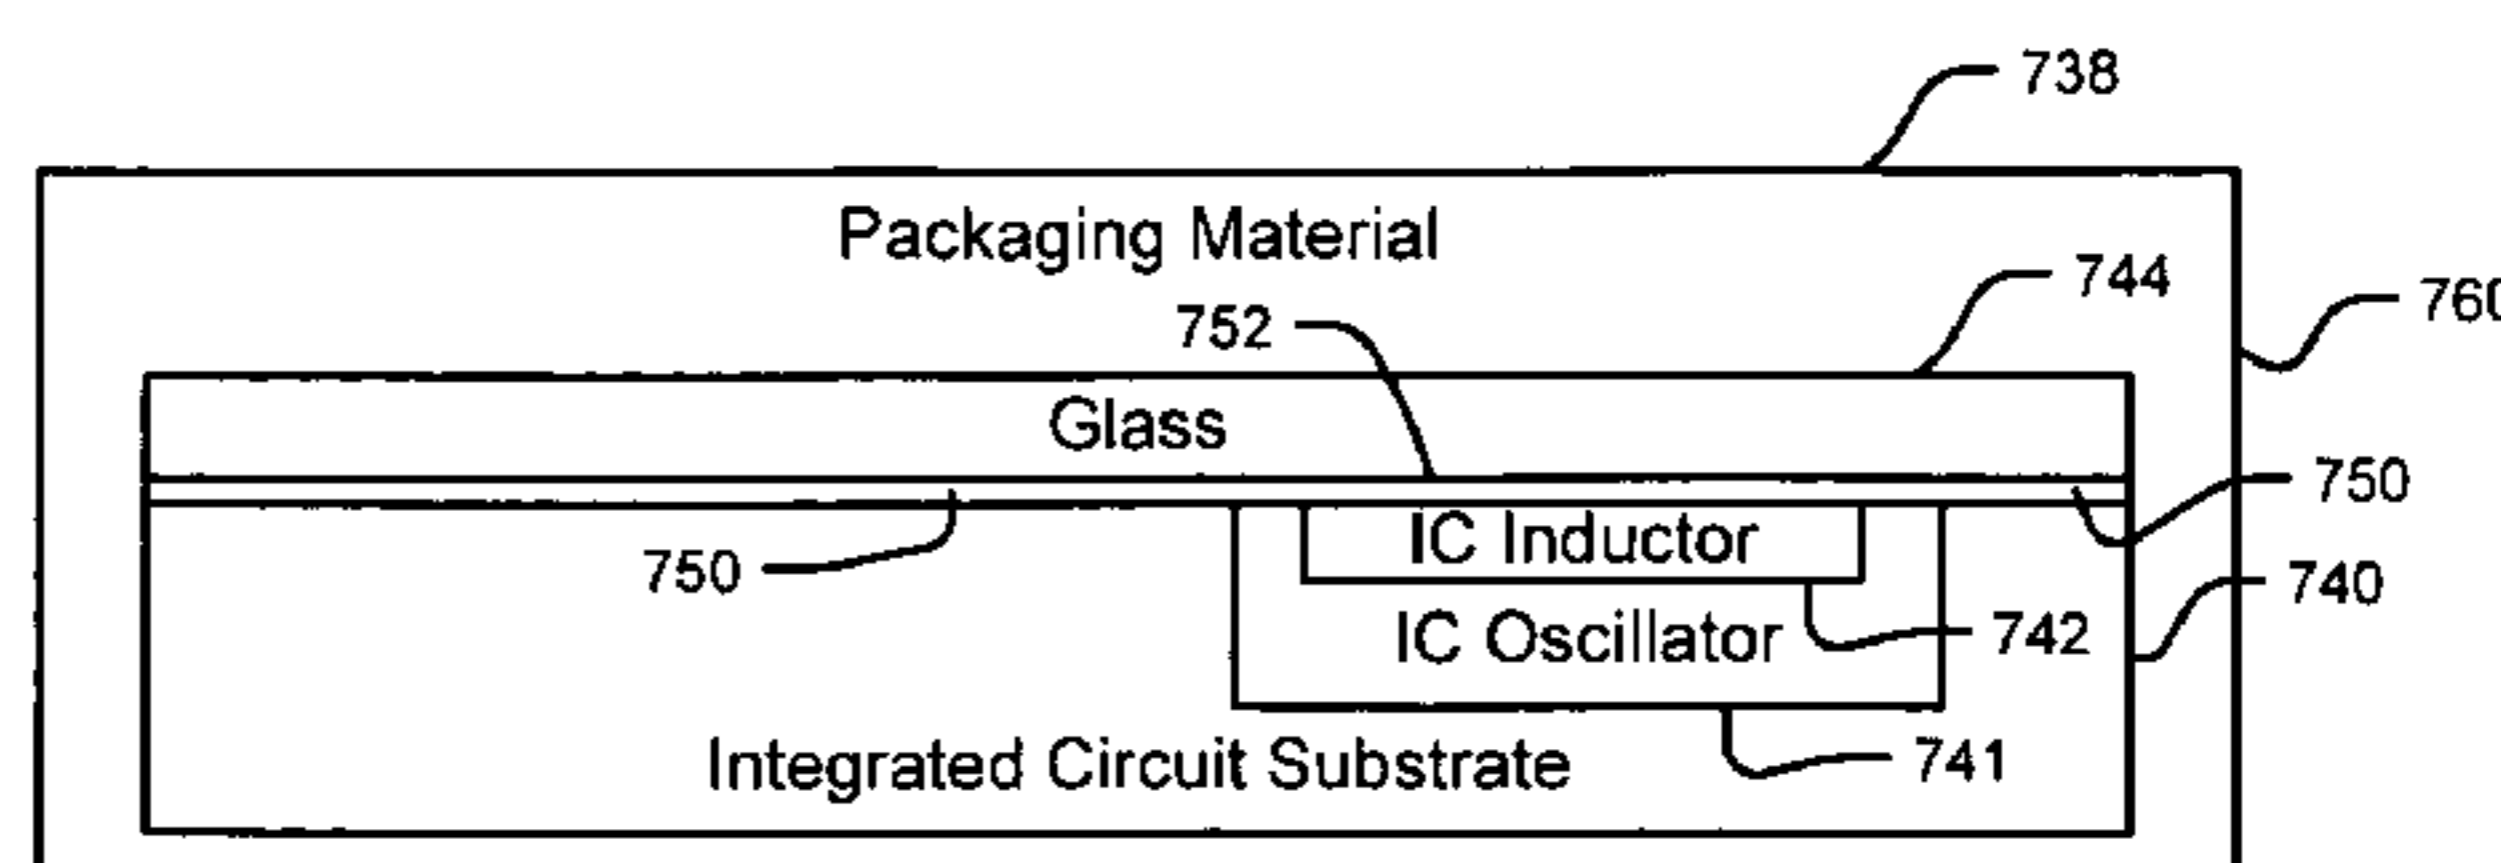 738
Packaging Material
744
760
752
Glass
750
IC Inductor
750
740
IC Oscillator
742
Integrated Circuit Substrate
741